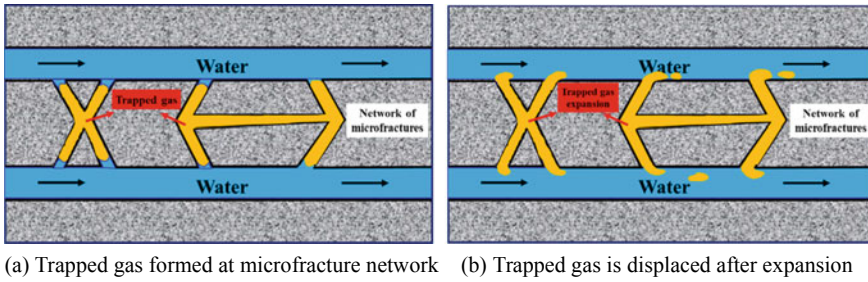 Water
Trapped gas
Network of
microfractures
Water
(a) Trapped gas formed at microfracture network
Water
Trapped gas
expansion
Network of
microfractures
Water
(b) Trapped gas is displaced after expansion